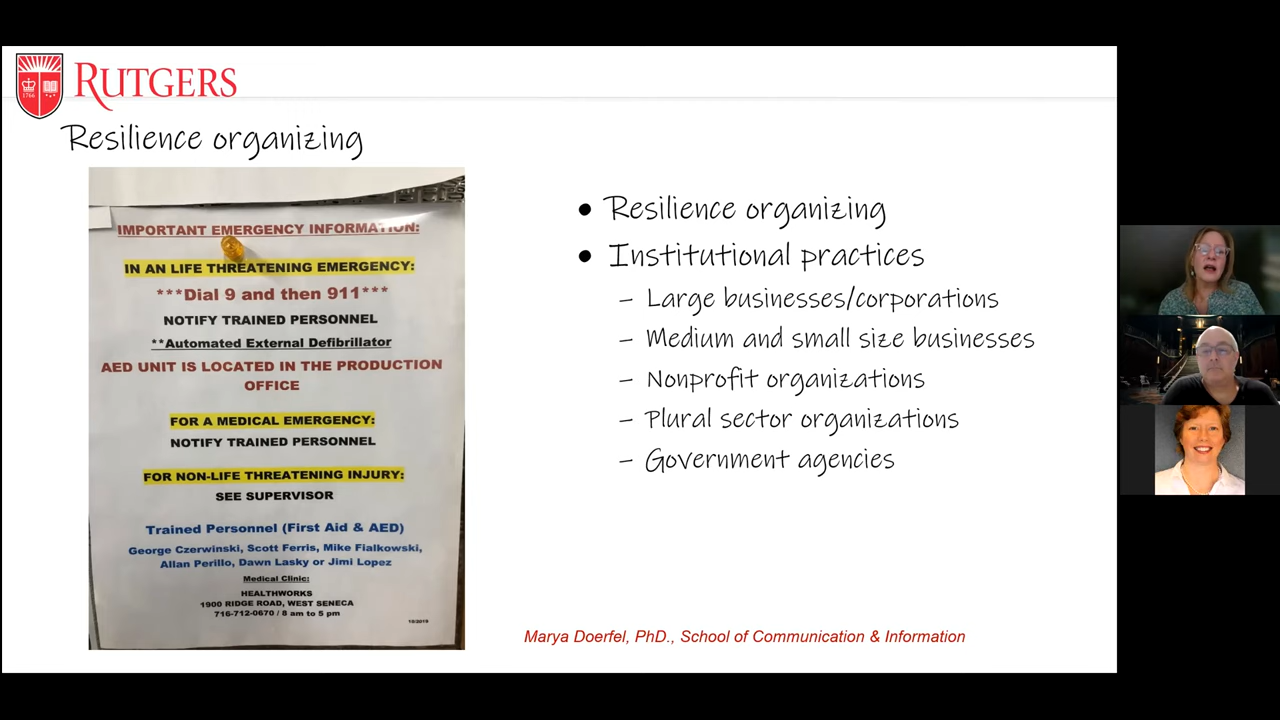 RUTGERS
1766
Resilience organizing
IMPORTANT EMERGENCY INFORMATION:
IN AN LIFE THREATENING EMERGENCY:
***Dial 9 and then 911***
NOTIFY TRAINED PERSONNEL
**Automated External Defibrillator
AED UNIT IS LOCATED IN THE PRODUCTION
OFFICE
FOR A MEDICAL EMERGENCY:
NOTIFY TRAINED PERSONNEL
FOR NON-LIFE THREATENING INJURY:
SEE SUPERVISOR
Trained Personnel (First Aid & AED)
George Czerwinski, Scott Ferris, Mike Fialkowski,
Allan Perillo, Dawn Lasky or Jimi Lopez
Medical Clinic:
HEALTHWORKS
1900 RIDGE ROAD, WEST SENECA
716-712-0670 / 8 am to 5 pm
• Resilience organizing
• Institutional practices
– Large businesses/corporations
– Medium and small size businesses
– Nonprofit organizations
– Plural sector organizations
– Government agencies
Marya Doerfel, PhD., School of Communication & Information